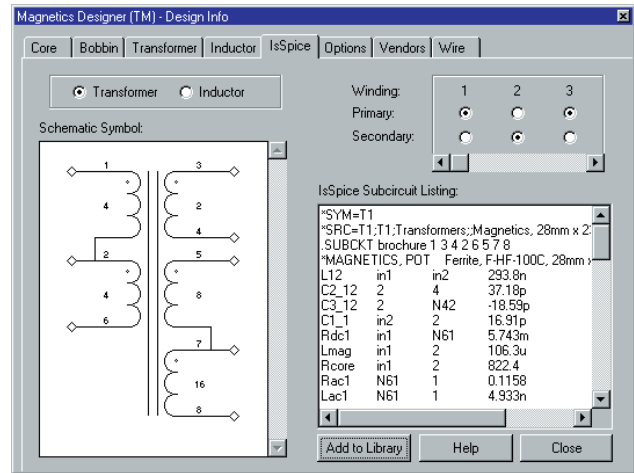 Magnetics Designer (TM) - Design Info
Core Bobbin Transformer Inductor IsSpice Options Vendors Wire
Transformer Inductor
Winding: 1 2 3
Primary:
Secondary:
Schematic Symbol:
1 3
4 2
4
2 5
4 8
6
7
16
8
IsSpice Subcircuit Listing:
*SYM=T1
*SRC=T1;T1;Transformers;;Magnetics, 28mm x 2
.SUBCKT brochure 1 3 4 2 6 5 7 8
*MAGNETICS, POT Ferrite, F-HF-100C, 28mm x
L12 in1 in2 293.8n
C2_12 2 4 37.18p
C3_12 2 N42 -18.59p
C1_1 in2 2 16.91p
Rdc1 in1 N61 5.743m
Lmag in1 2 106.3u
Rcore in1 2 822.4
Rac1 N61 1 0.1158
Lac1 N61 1 4.933n
Add to Library Help Close